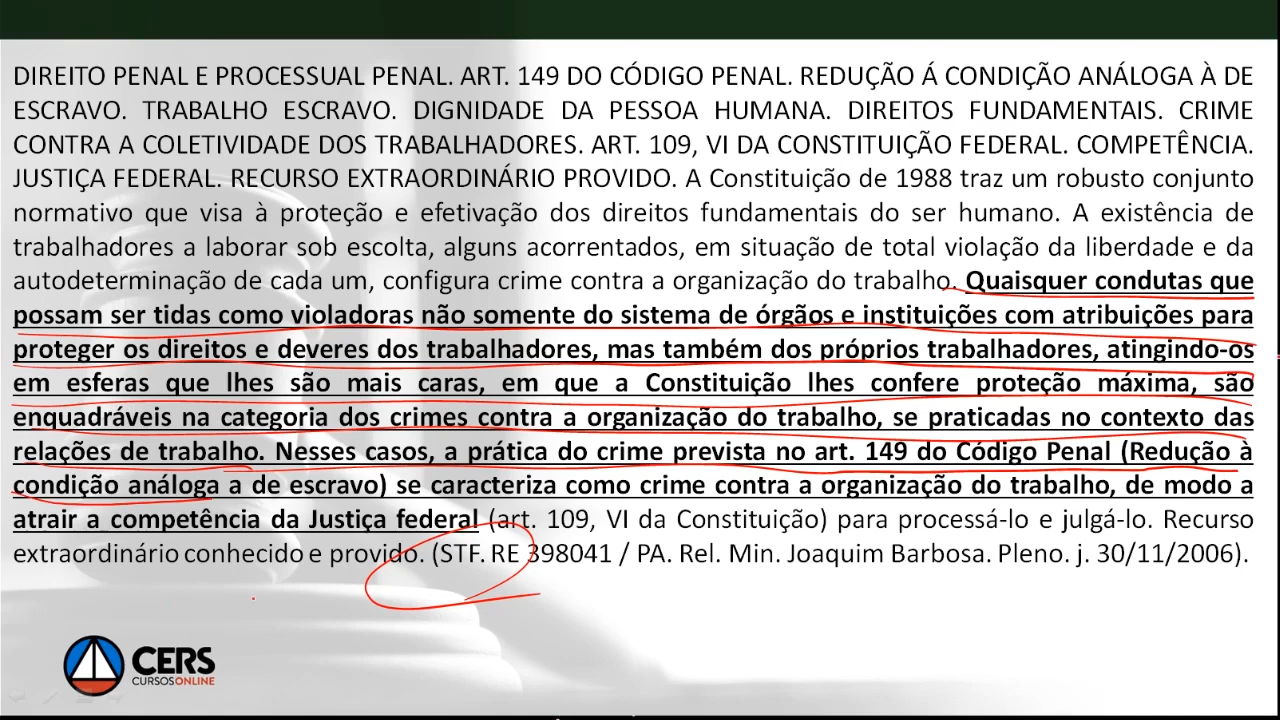 DIREITO PENAL E PROCESSUAL PENAL. ART. 149 DO CÓDIGO PENAL. REDUÇÃO Á CONDIÇÃO ANÁLOGA À DE
ESCRAVO. TRABALHO ESCRAVO. DIGNIDADE DA PESSOA HUMANA. DIREITOS FUNDAMENTAIS. CRIME
CONTRA A COLETIVIDADE DOS TRABALHADORES. ART. 109, VI DA CONSTITUIÇÃO FEDERAL. COMPETÊNCIA.
JUSTIÇA FEDERAL. RECURSO EXTRAORDINÁRIO PROVIDO. A Constituição de 1988 traz um robusto conjunto
normativo que visa à proteção e efetivação dos direitos fundamentais do ser humano. A existência de
trabalhadores a laborar sob escolta, alguns acorrentados, em situação de total violação da liberdade e da
autodeterminação de cada um, configura crime contra a organização do trabalho. Quaisquer condutas que
possam ser tidas como violadoras não somente do sistema de órgãos e instituições com atribuições para
proteger os direitos e deveres dos trabalhadores, mas também dos próprios trabalhadores, atingindo-os
em esferas que lhes são mais caras, em que a Constituição lhes confere proteção máxima, são
enquadráveis na categoria dos crimes contra a organização do trabalho, se praticadas no contexto das
relações de trabalho. Nesses casos, a prática do crime prevista no art. 149 do Código Penal (Redução à
condição análoga a de escravo) se caracteriza como crime contra a organização do trabalho, de modo a
atrair a competência da Justiça federal (art. 109, VI da Constituição) para processá-lo e julgá-lo. Recurso
extraordinário conhecido e provido. (STF. RE 398041 / PA. Rel. Min. Joaquim Barbosa. Pleno. j. 30/11/2006).
CERS
CURSOS ONLINE